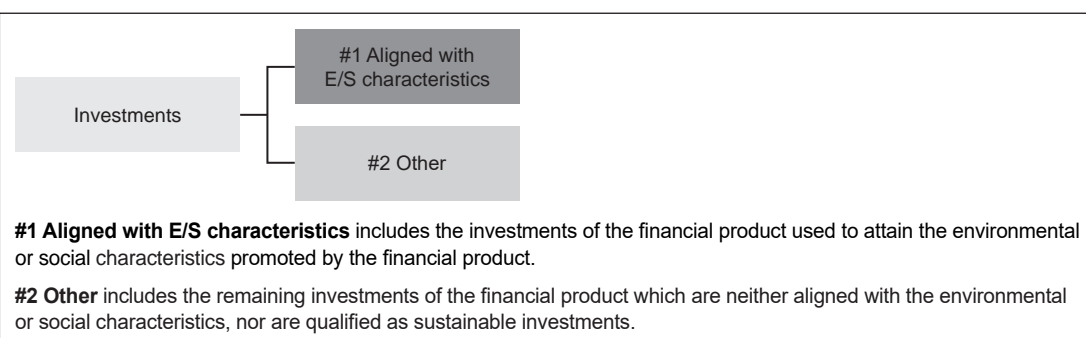 #1 Aligned with
E/S characteristics
Investments
#2 Other
#1 Aligned with E/S characteristics includes the investments of the financial product used to attain the environmental
or social characteristics promoted by the financial product.
#2 Other includes the remaining investments of the financial product which are neither aligned with the environmental
or social characteristics, nor are qualified as sustainable investments.